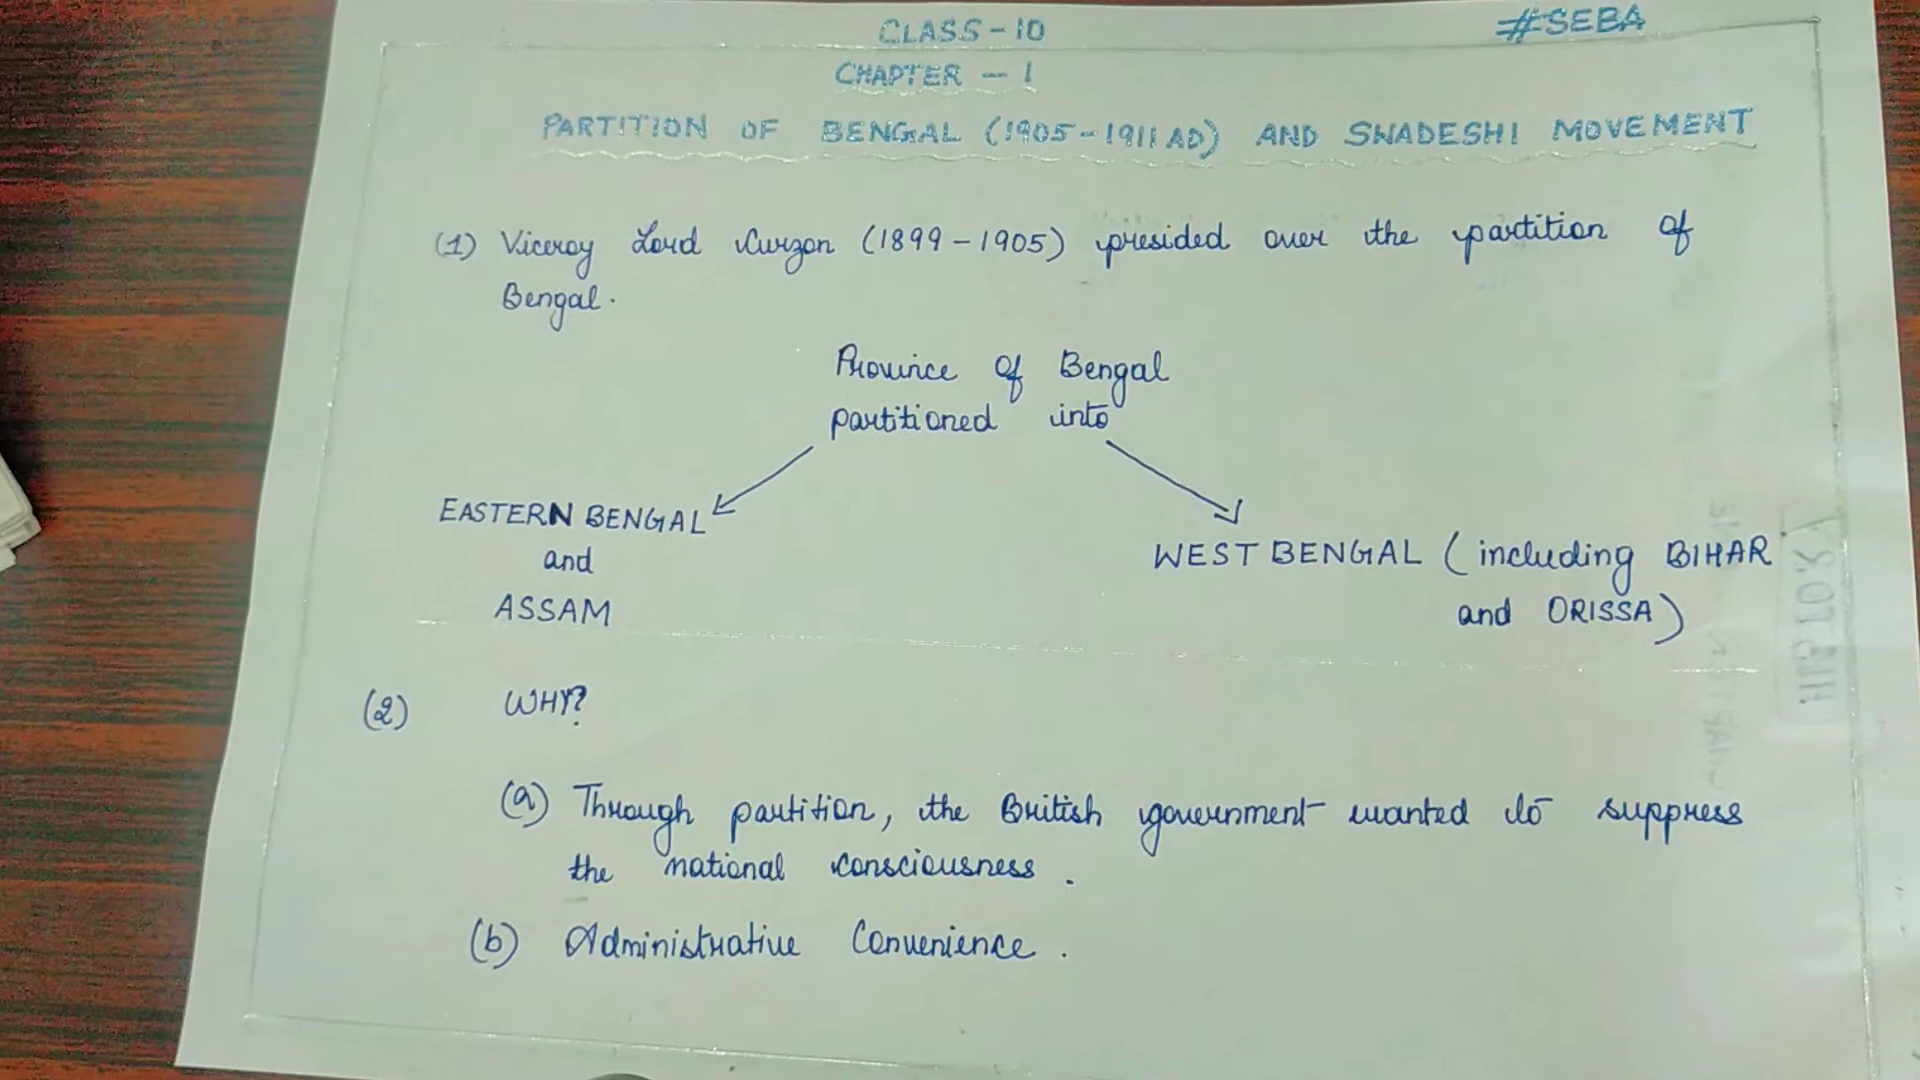 CLASS - 10
#SEBA
CHAPTER - 1
PARTITION OF BENGAL (1905-1911 AD) AND SWADESHI MOVEMENT
(1) Viceroy Lord Curzon (1899-1905) presided over the partition of
Bengal.
Province of Bengal
partitioned into
EASTERN BENGAL
and
ASSAM
WEST BENGAL (including BIHAR
and ORISSA)
(2) WHY?
(a) Through partition, the British government wanted to suppress
the national consciousness.
(b) Administrative Convenience.
HISTORY